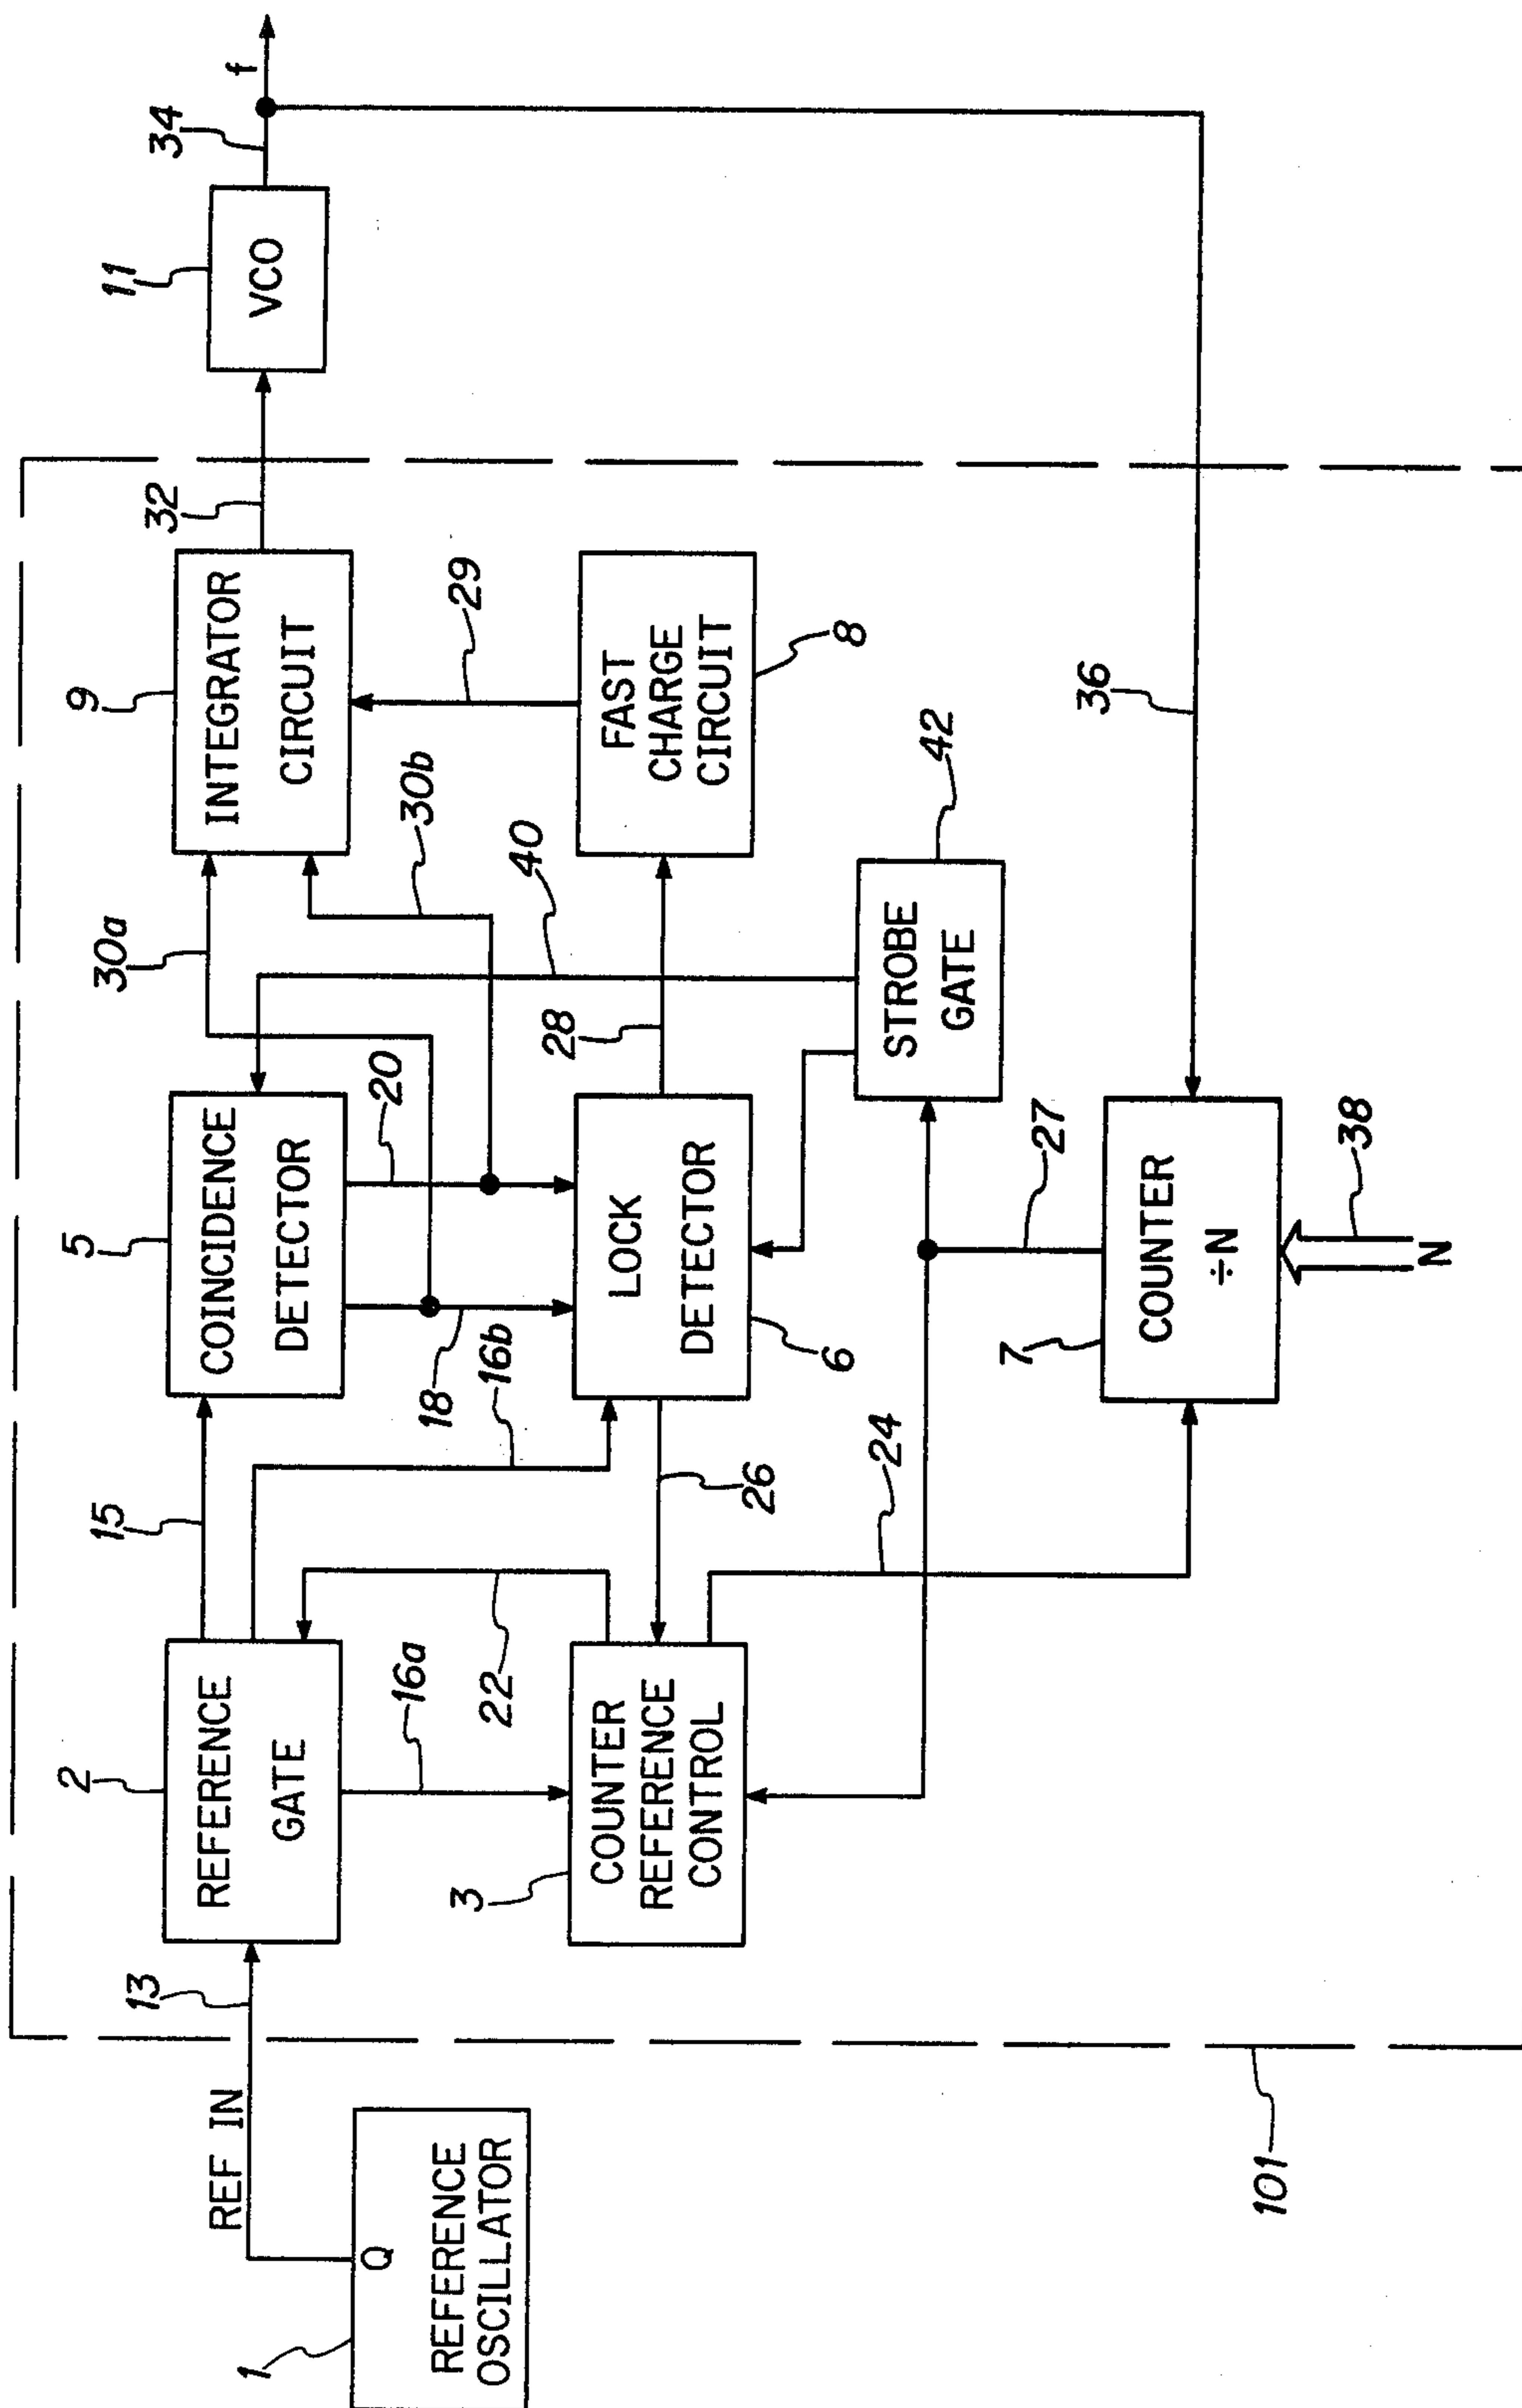 1
Q
REFERENCE
OSCILLATOR
REF IN
13
2
REFERENCE
GATE
15
16a
16b
22
3
COUNTER
REFERENCE
CONTROL
5
COINCIDENCE
DETECTOR
18
20
26
24
LOCK
DETECTOR
6
28
30a
30b
40
9
INTEGRATOR
CIRCUIT
29
FAST
CHARGE
CIRCUIT
8
STROBE
GATE
42
27
7
COUNTER
÷N
38
N
36
32
11
VCO
34
f
101